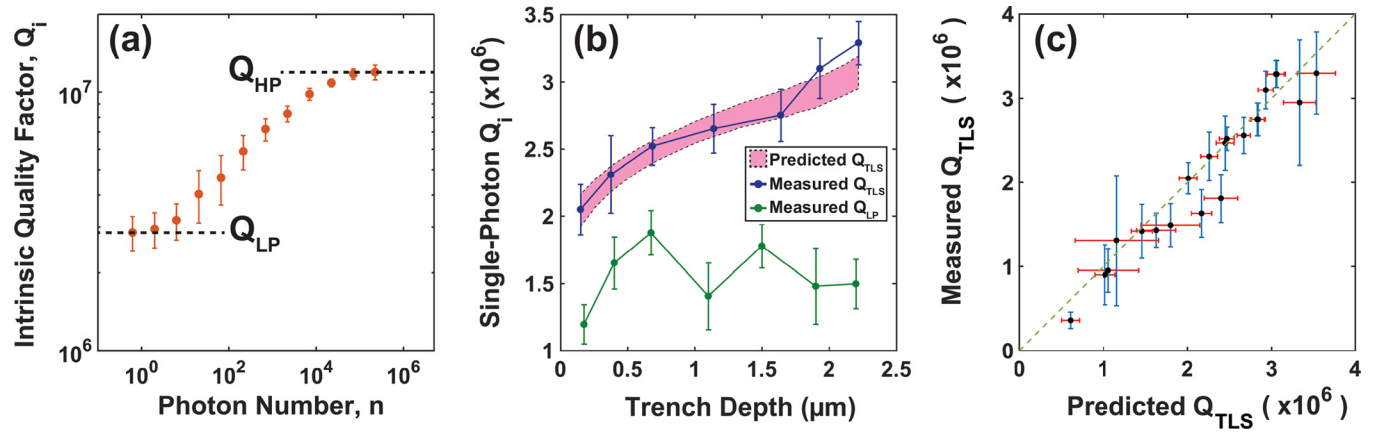 (a)
Intrinsic Quality Factor, Q_i
10^7
10^6
Q_HP
Q_LP
10^0
10^2
10^4
10^6
Photon Number, n
(b)
Single-Photon Q_i (x10^6)
3.5
3
2.5
2
1.5
1
Predicted Q_TLS
Measured Q_TLS
Measured Q_LP
0
0.5
1
1.5
2
2.5
Trench Depth (µm)
(c)
Measured Q_TLS ( x10^6 )
4
3
2
1
0
0
1
2
3
4
Predicted Q_TLS ( x10^6 )